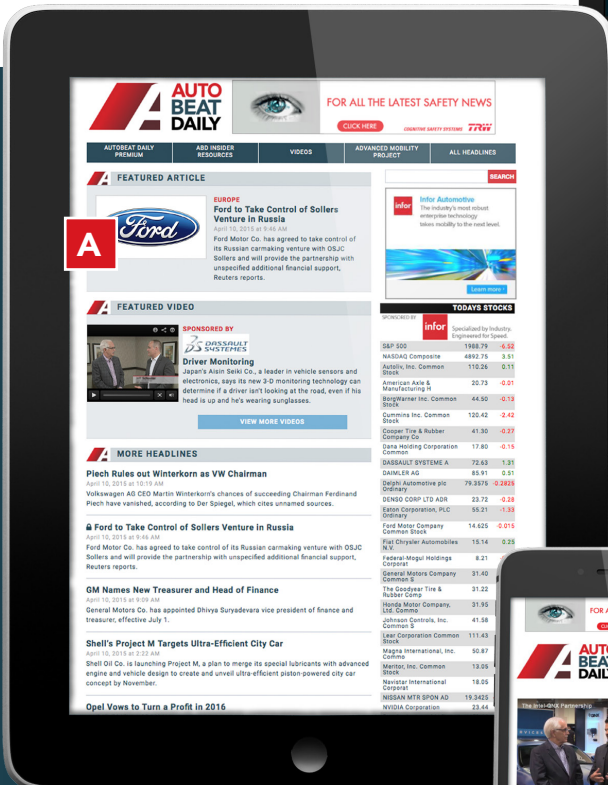 AUTO
BEAT
DAILY
FOR ALL THE LATEST SAFETY NEWS
CLICK HERE
COGNITIVE SAFETY SYSTEMS TRW
AUTOBEAT DAILY
PREMIUM
ABD INSIDER
RESOURCES
VIDEOS
ADVANCED MOBILITY
PROJECT
ALL HEADLINES
FEATURED ARTICLE
A
Ford
EUROPE
Ford to Take Control of Sollers
Venture in Russia
April 10, 2015 at 9:46 AM
Ford Motor Co. has agreed to take control of
its Russian carmaking venture with OSJC
Sollers and will provide the partnership with
unspecified additional financial support,
Reuters reports.
FEATURED VIDEO
SPONSORED BY
DASSAULT
SYSTEMES
Driver Monitoring
Japan's Aisin Seiki Co., a leader in vehicle sensors and
electronics, says its new 3-D monitoring technology can
determine if a driver isn't looking at the road, even if his
head is up and he's wearing sunglasses.
VIEW MORE VIDEOS
MORE HEADLINES
Piech Rules out Winterkorn as VW Chairman
April 10, 2015 at 10:19 AM
Volkswagen AG CEO Martin Winterkorn's chances of succeeding Chairman Ferdinand
Piech have vanished, according to Der Spiegel, which cites unnamed sources.
Ford to Take Control of Sollers Venture in Russia
April 10, 2015 at 9:46 AM
Ford Motor Co. has agreed to take control of its Russian carmaking venture with OSJC
Sollers and will provide the partnership with unspecified additional financial support,
Reuters reports.
GM Names New Treasurer and Head of Finance
April 10, 2015 at 9:09 AM
General Motors Co. has appointed Dhivya Suryadevara vice president of finance and
treasurer, effective July 1.
Shell's Project M Targets Ultra-Efficient City Car
April 10, 2015 at 2:22 AM
Shell Oil Co. is launching Project M, a plan to merge its special lubricants with advanced
engine and vehicle design to create and unveil ultra-efficient piston-powered city car
concept by November.
Opel Vows to Turn a Profit in 2016
SEARCH
infor
Infor Automotive
The industry's most robust
enterprise technology
takes mobility to the next level.
Learn more
TODAYS STOCKS
SPONSORED BY
infor
Specialized by Industry.
Engineered for Speed.
S&P 500 1988.79 -6.52
NASDAQ Composite 4892.75 3.51
Autoliv, Inc. Common
Stock 110.26 0.11
American Axle &
Manufacturing H 20.73 -0.01
BorgWarner Inc. Common
Stock 44.50 -0.13
Cummins Inc. Common
Stock 120.42 -2.42
Cooper Tire & Rubber
Company Co 41.30 -0.27
Dana Holding Corporation
Common 17.80 -0.15
DASSAULT SYSTEME A 72.63 1.31
DAIMLER AG 85.91 0.51
Delphi Automotive plc
Ordinary 79.3575 -0.2825
DENSO CORP LTD ADR 23.72 -0.28
Eaton Corporation, PLC
Ordinary 55.21 -1.33
Ford Motor Company
Common Stock 14.625 -0.015
Fiat Chrysler Automobiles
N.V. 15.14 0.25
Federal-Mogul Holdings
Corporat 8.21
General Motors Company
Common S 31.40
The Goodyear Tire &
Rubber Comp 31.22
Honda Motor Company,
Ltd. Commo 31.95
Johnson Controls, Inc.
Common S 41.58
Lear Corporation Common
Stock 111.43
Magna International, Inc.
Commo 50.87
Meritor, Inc. Common
Stock 13.05
Navistar International
Corporat 18.05
NISSAN MTR SPON AD 19.3425
NVIDIA Corporation 23.44
FOR A
AUTO
BEAT
DAILY
The Intel-QNX Partnership